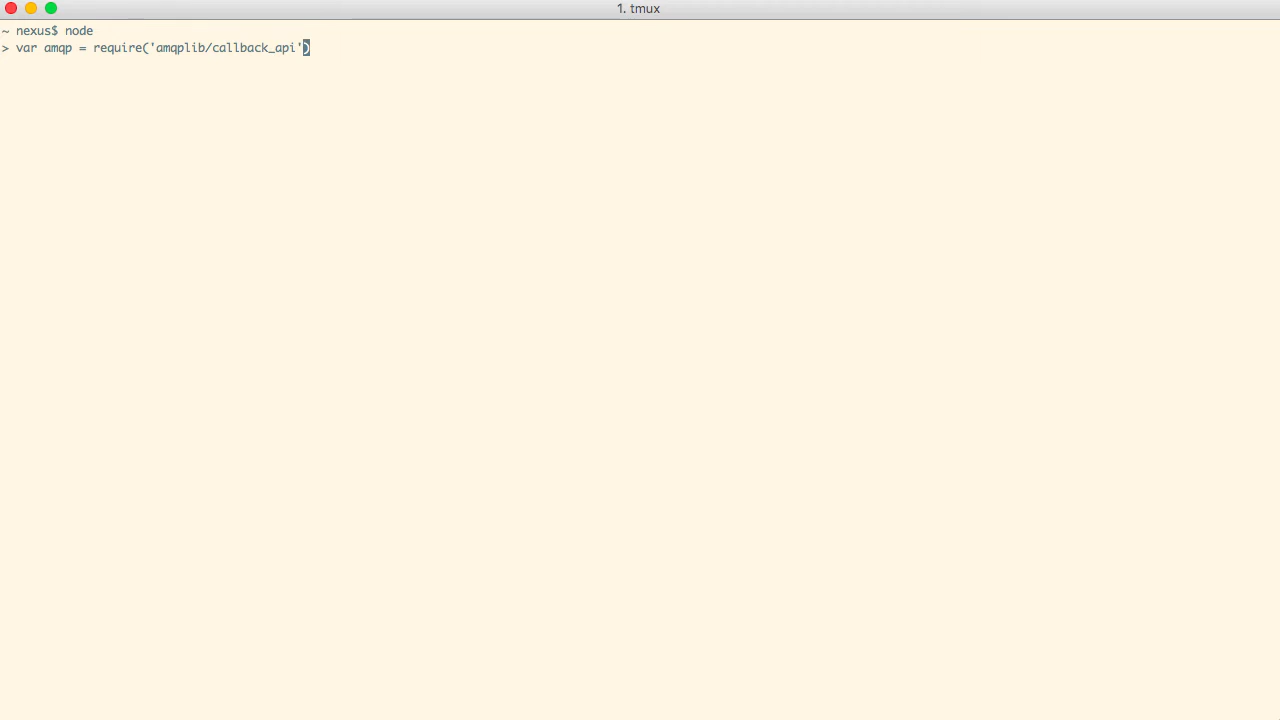 1. tmux
~ nexus$ node
> var amqp = require('amqplib/callback_api')